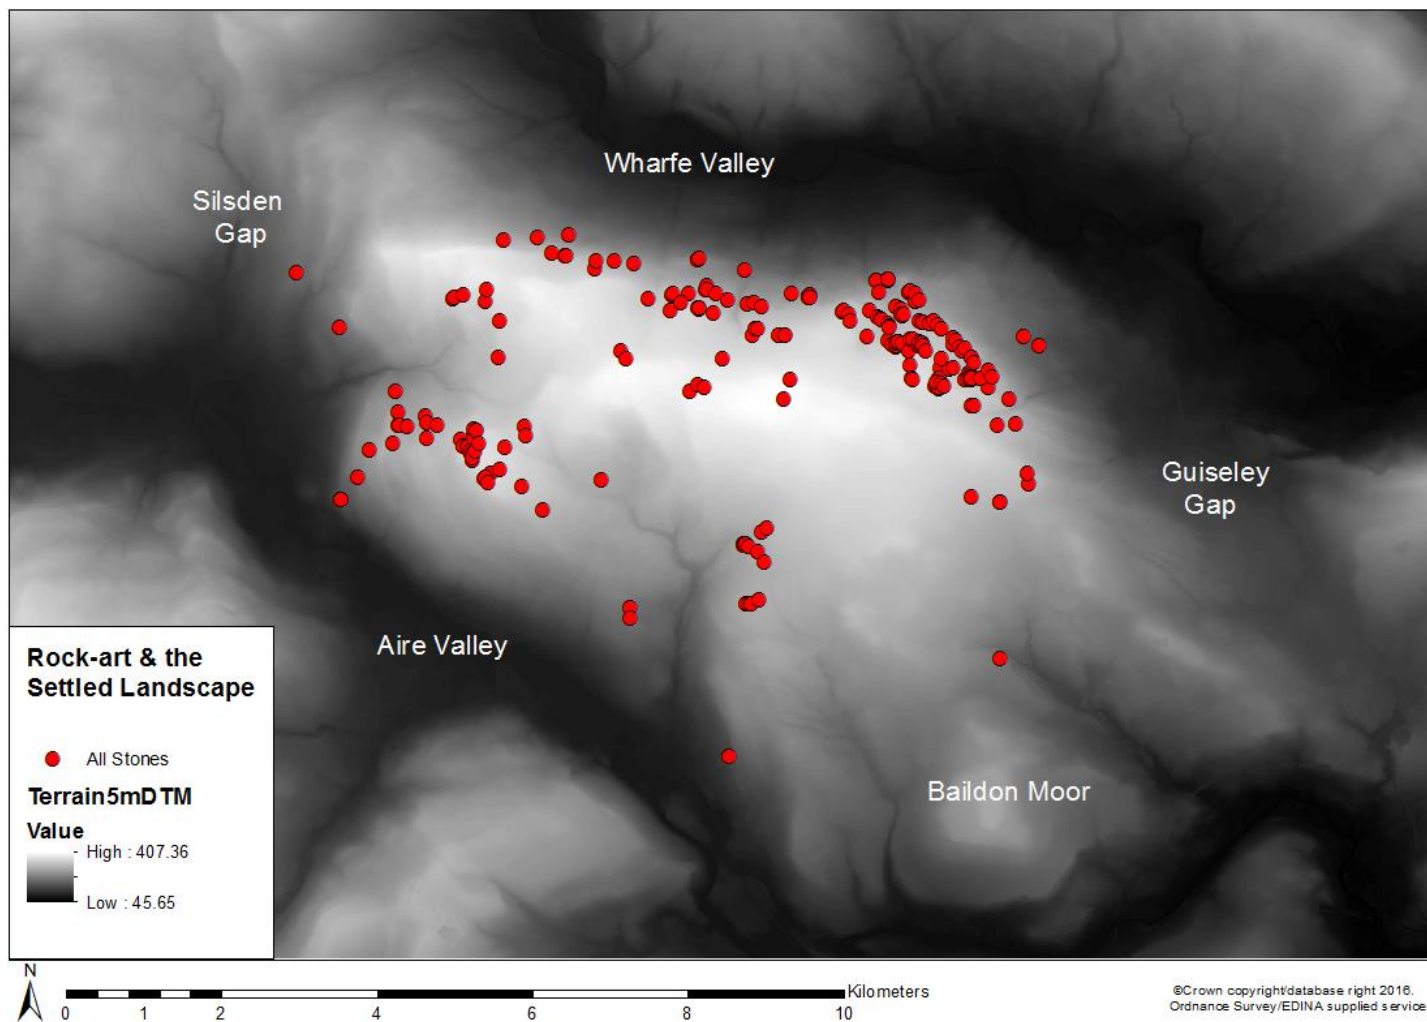 Wharfe Valley
Silsden
Gap
Guiseley
Gap
Aire Valley
Baildon Moor
Rock-art & the
Settled Landscape
All Stones
Terrain5mDTM
Value
High : 407.36
Low : 45.65
N
Kilometers
0 1 2 4 6 8 10
©Crown copyright/database right 2016.
Ordnance Survey/EDINA supplied service